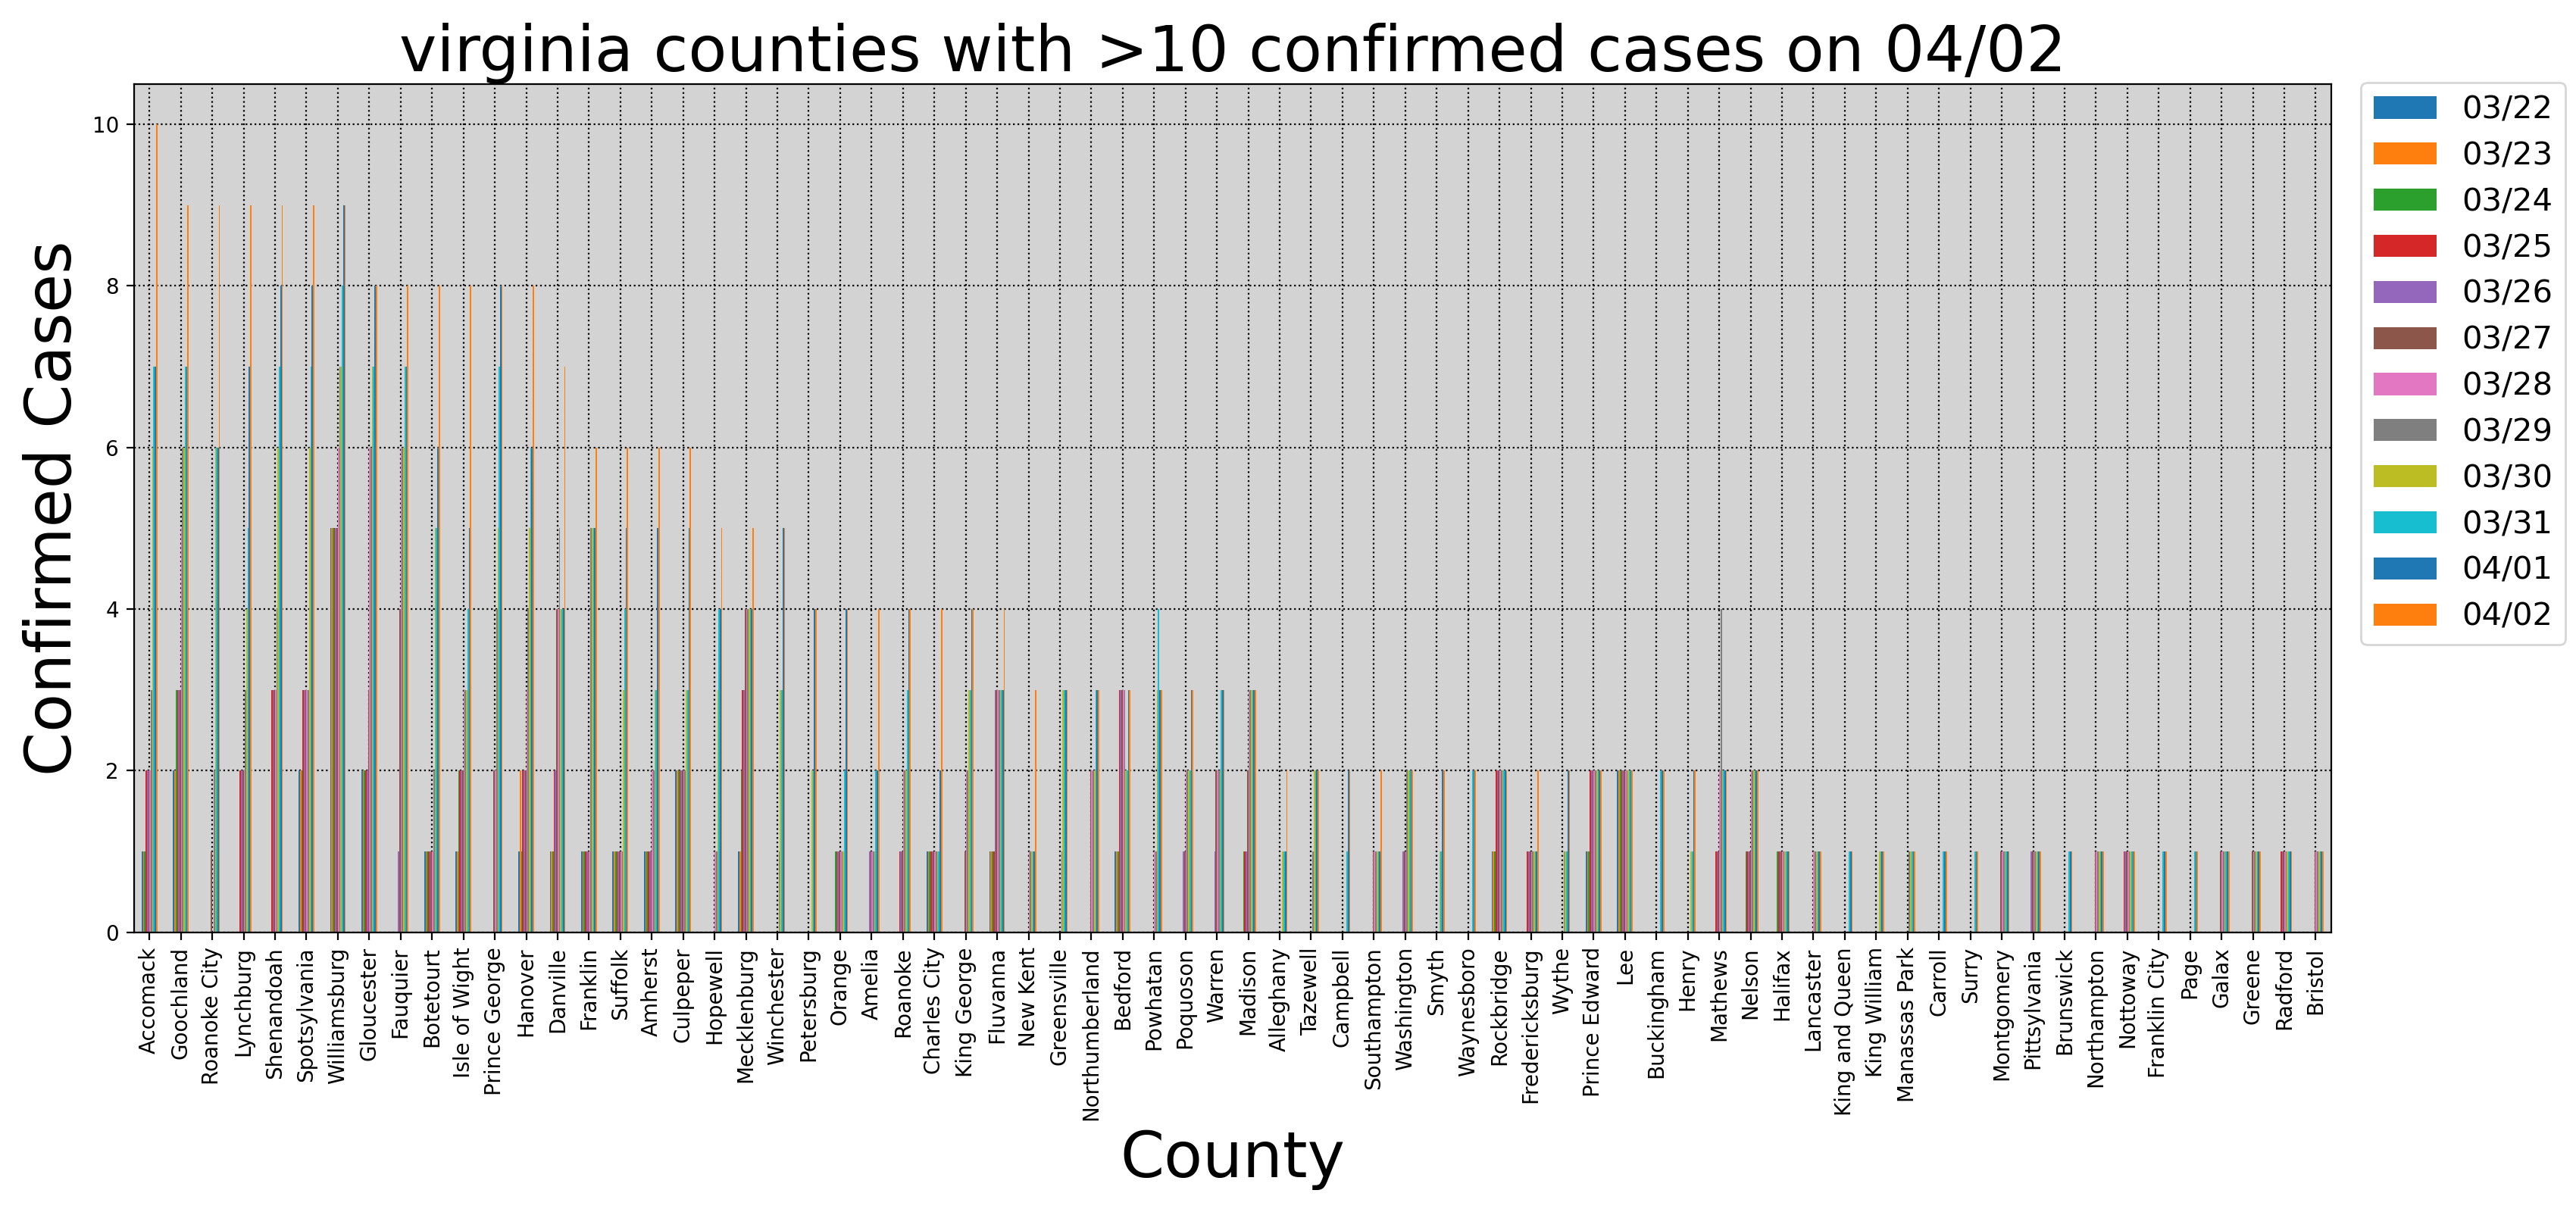 virginia counties with >10 confirmed cases on 04/02
Confirmed Cases
10
8
6
4
2
0
03/22
03/23
03/24
03/25
03/26
03/27
03/28
03/29
03/30
03/31
04/01
04/02
Accomack
Goochland
Roanoke City
Lynchburg
Shenandoah
Spotsylvania
Williamsburg
Gloucester
Fauquier
Botetourt
Isle of Wight
Prince George
Hanover
Danville
Franklin
Suffolk
Amherst
Culpeper
Hopewell
Mecklenburg
Winchester
Petersburg
Orange
Amelia
Roanoke
Charles City
King George
Fluvanna
New Kent
Greensville
Northumberland
Bedford
Powhatan
Poquoson
Warren
Madison
Alleghany
Tazewell
Campbell
Southampton
Washington
Smyth
Waynesboro
Rockbridge
Fredericksburg
Wythe
Prince Edward
Lee
Buckingham
Henry
Mathews
Nelson
Halifax
Lancaster
King and Queen
King William
Manassas Park
Carroll
Surry
Montgomery
Pittsylvania
Brunswick
Northampton
Nottoway
Franklin City
Page
Galax
Greene
Radford
Bristol
County